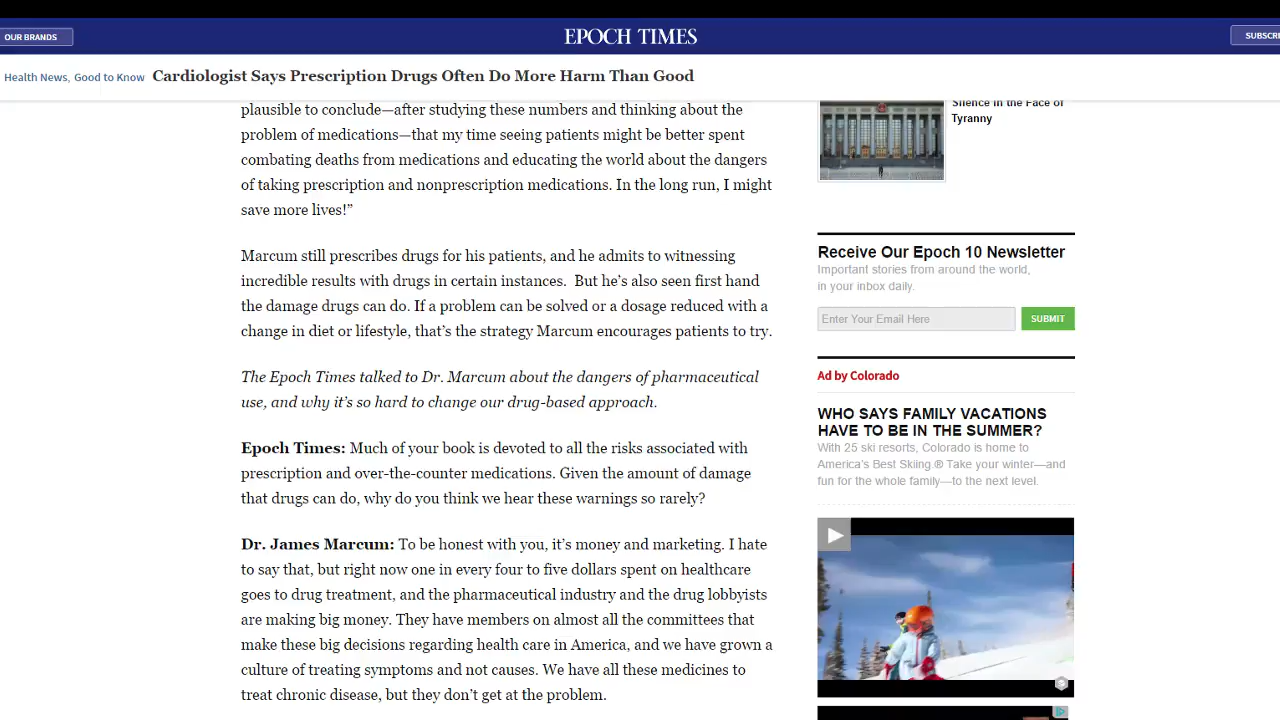 OUR BRANDS
EPOCH TIMES
SUBSCRI
Health News, Good to Know
Cardiologist Says Prescription Drugs Often Do More Harm Than Good
plausible to conclude—after studying these numbers and thinking about the
problem of medications—that my time seeing patients might be better spent
combating deaths from medications and educating the world about the dangers
of taking prescription and nonprescription medications. In the long run, I might
save more lives!”
Marcum still prescribes drugs for his patients, and he admits to witnessing
incredible results with drugs in certain instances.  But he’s also seen first hand
the damage drugs can do. If a problem can be solved or a dosage reduced with a
change in diet or lifestyle, that’s the strategy Marcum encourages patients to try.
The Epoch Times talked to Dr. Marcum about the dangers of pharmaceutical
use, and why it’s so hard to change our drug-based approach.
Epoch Times: Much of your book is devoted to all the risks associated with
prescription and over-the-counter medications. Given the amount of damage
that drugs can do, why do you think we hear these warnings so rarely?
Dr. James Marcum: To be honest with you, it’s money and marketing. I hate
to say that, but right now one in every four to five dollars spent on healthcare
goes to drug treatment, and the pharmaceutical industry and the drug lobbyists
are making big money. They have members on almost all the committees that
make these big decisions regarding health care in America, and we have grown a
culture of treating symptoms and not causes. We have all these medicines to
treat chronic disease, but they don’t get at the problem.
Silence in the Face of
Tyranny
Receive Our Epoch 10 Newsletter
Important stories from around the world,
in your inbox daily.
Enter Your Email Here
SUBMIT
Ad by Colorado
WHO SAYS FAMILY VACATIONS
HAVE TO BE IN THE SUMMER?
With 25 ski resorts, Colorado is home to
America’s Best Skiing.® Take your winter—and
fun for the whole family—to the next level.